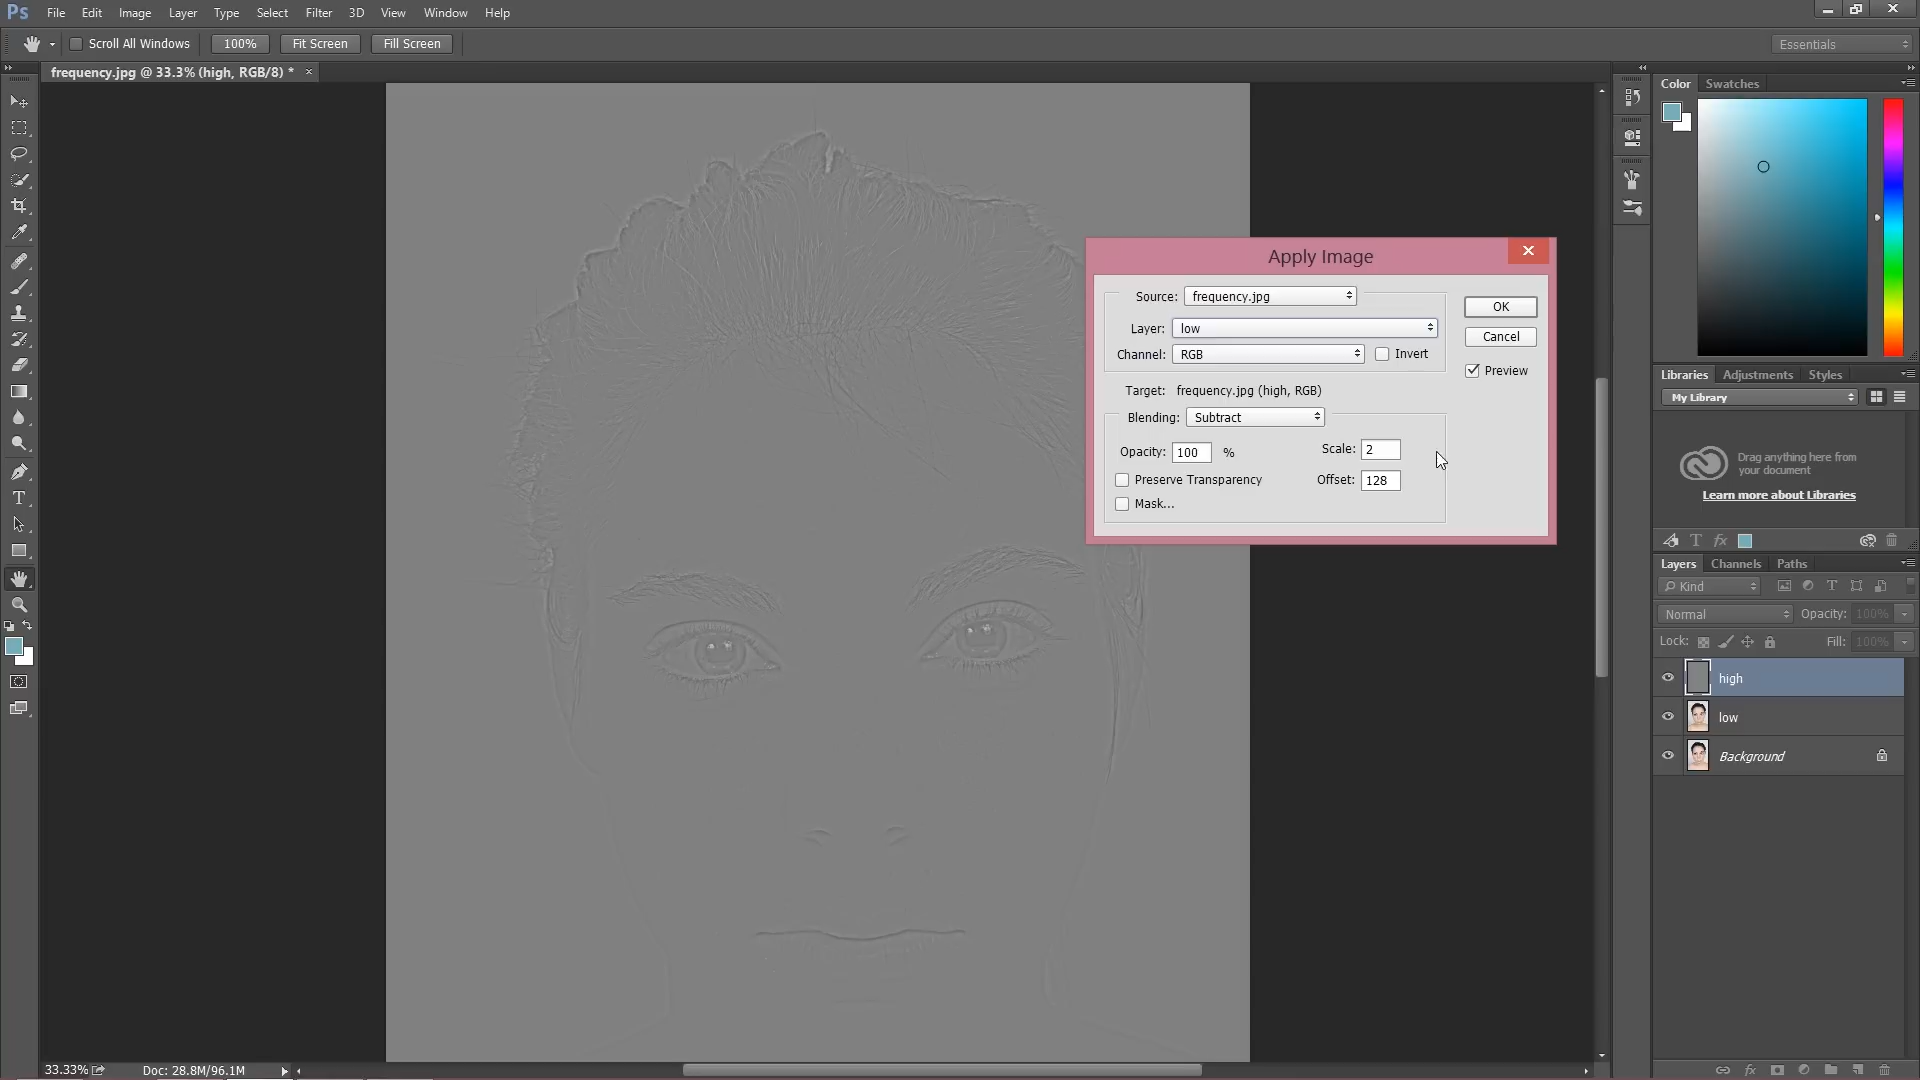 Ps File Edit Image Layer Type Select Filter 3D View Window Help
Scroll All Windows 100% Fit Screen Fill Screen Essentials
frequency.jpg @ 33.3% (high, RGB/8) * ×
Color Swatches
Apply Image
Source: frequency.jpg OK
Layer: low Cancel
Channel: RGB Invert
Preview
Target: frequency.jpg (high, RGB)
Blending: Subtract
Opacity: 100 % Scale: 2
Preserve Transparency Offset: 128
Mask...
Libraries Adjustments Styles
My Library
Drag anything here from
your document
Learn more about Libraries
T fx
Layers Channels Paths
Kind T
Normal Opacity: 100%
Lock: Fill: 100%
high
low
Background
T
33.33% Doc: 28.8M/96.1M fx